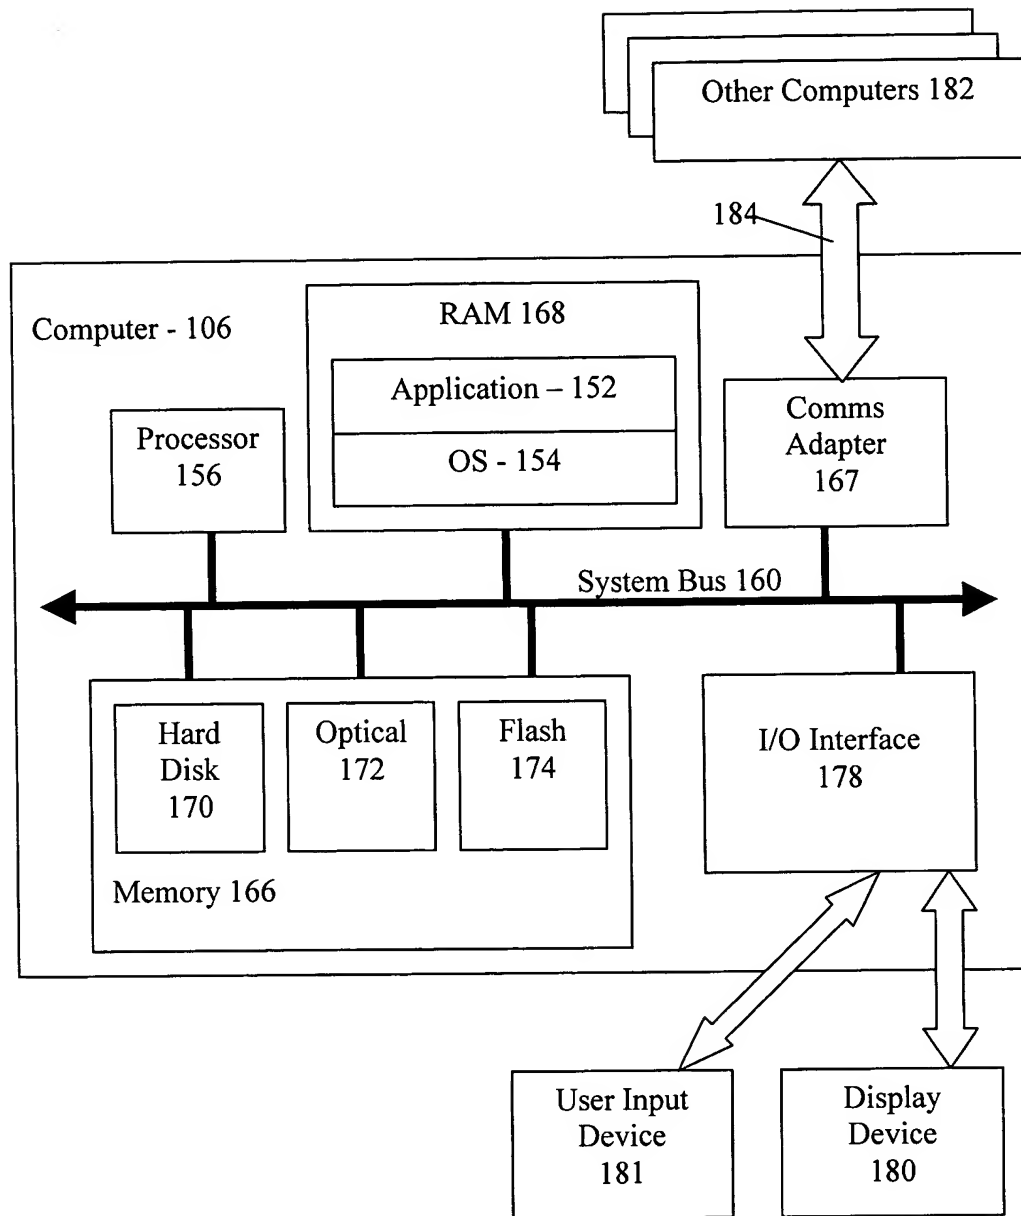 Other Computers 182
184
Computer - 106
RAM 168
Application – 152
OS - 154
Processor
156
Comms
Adapter
167
System Bus 160
Hard
Disk
170
Optical
172
Flash
174
Memory 166
I/O Interface
178
User Input
Device
181
Display
Device
180